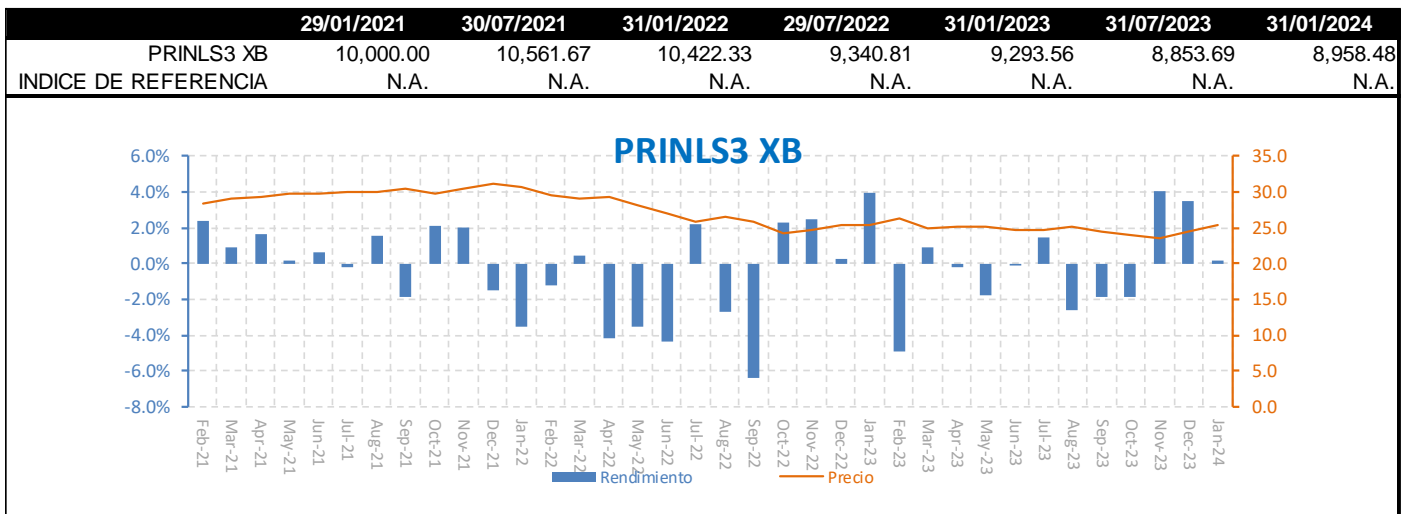 29/01/2021 30/07/2021 31/01/2022 29/07/2022 31/01/2023 31/07/2023 31/01/2024
PRINLS3 XB 10,000.00 10,561.67 10,422.33 9,340.81 9,293.56 8,853.69 8,958.48
INDICE DE REFERENCIA N.A. N.A. N.A. N.A. N.A. N.A. N.A.
PRINLS3 XB
6.0% 35.0
4.0% 30.0
2.0% 25.0
0.0% 20.0
-2.0% 15.0
-4.0% 10.0
-6.0% 5.0
-8.0% 0.0
Feb-21 Mar-21 Apr-21 May-21 Jun-21 Jul-21 Aug-21 Sep-21 Oct-21 Nov-21 Dec-21 Jan-22 Feb-22 Mar-22 Apr-22 May-22 Jun-22 Jul-22 Aug-22 Sep-22 Oct-22 Nov-22 Dec-22 Jan-23 Feb-23 Mar-23 Apr-23 May-23 Jun-23 Jul-23 Aug-23 Sep-23 Oct-23 Nov-23 Dec-23 Jan-24
Rendimiento Precio